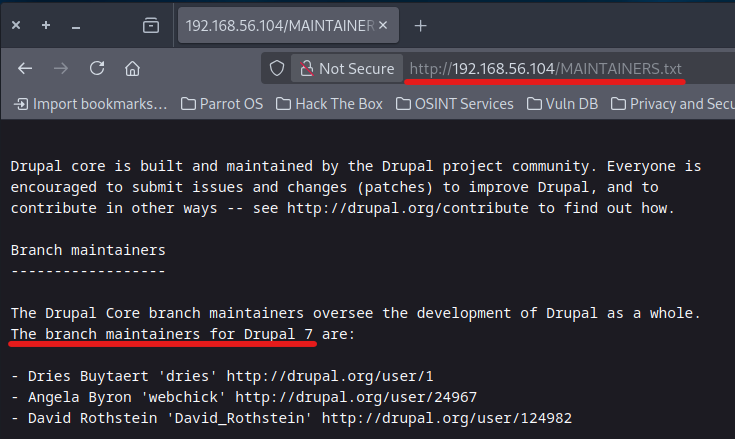 192.168.56.104/MAINTAINER
Not Secure
http://192.168.56.104/MAINTAINERS.txt
Import bookmarks...
Parrot OS
Hack The Box
OSINT Services
Vuln DB
Privacy and Secu
Drupal core is built and maintained by the Drupal project community. Everyone is
encouraged to submit issues and changes (patches) to improve Drupal, and to
contribute in other ways -- see http://drupal.org/contribute to find out how.
Branch maintainers
------------------
The Drupal Core branch maintainers oversee the development of Drupal as a whole.
The branch maintainers for Drupal 7 are:
- Dries Buytaert 'dries' http://drupal.org/user/1
- Angela Byron 'webchick' http://drupal.org/user/24967
- David Rothstein 'David_Rothstein' http://drupal.org/user/124982